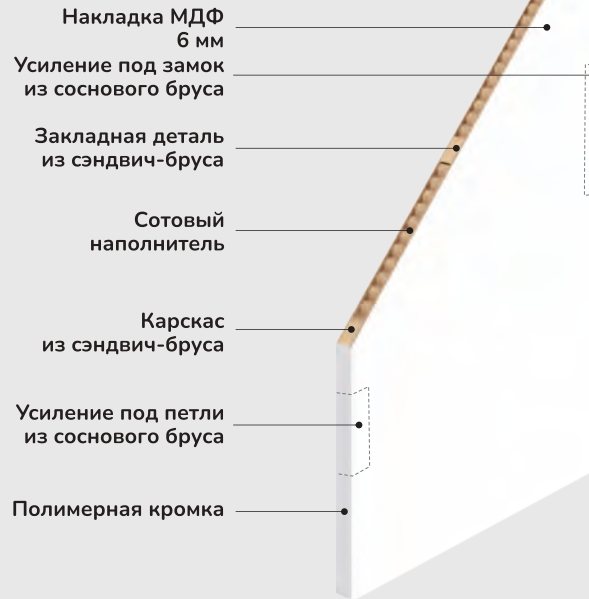 Накладка МДФ
6 мм
Усиление под замок
из соснового бруса
Закладная деталь
из сэндвич-бруса
Сотовый
наполнитель
Карскас
из сэндвич-бруса
Усиление под петли
из соснового бруса
Полимерная кромка